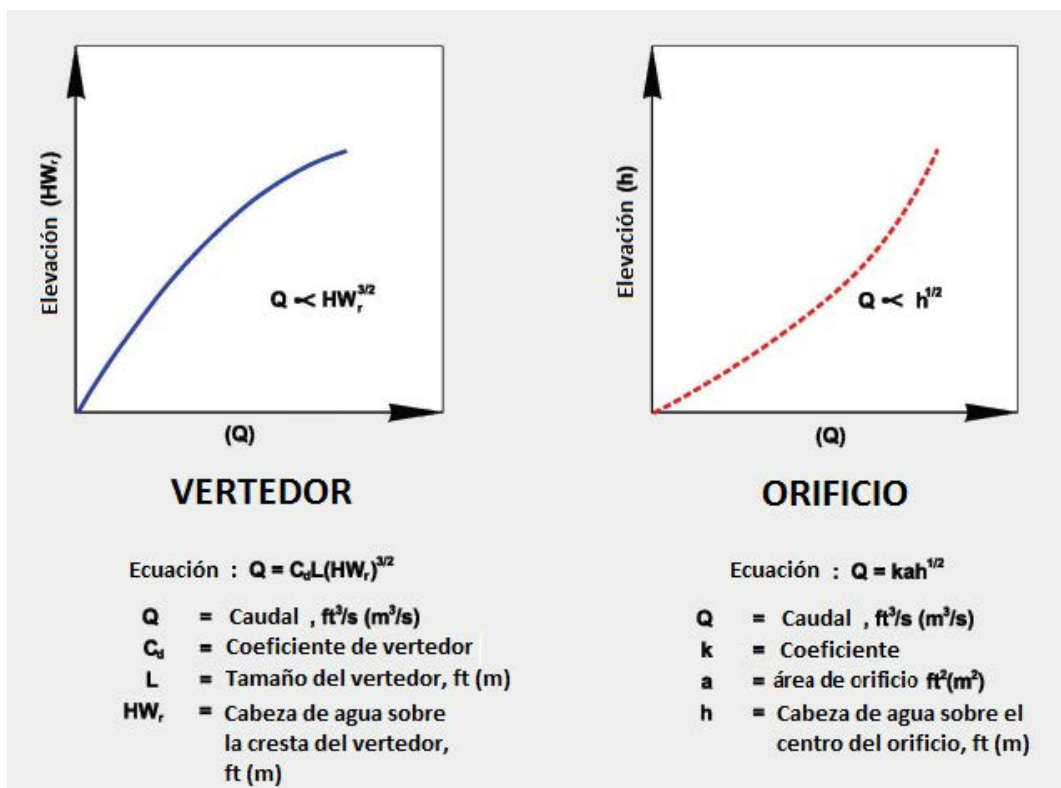 Elevación (HWr)
Q ≺ HWr^3/2
(Q)
VERTEDOR
Ecuación : Q = CdL(HWr)^3/2
Q = Caudal , ft³/s (m³/s)
Cd = Coeficiente de vertedor
L = Tamaño del vertedor, ft (m)
HWr = Cabeza de agua sobre
la cresta del vertedor,
ft (m)
Elevación (h)
Q ≺ h^1/2
(Q)
ORIFICIO
Ecuación : Q = kah^1/2
Q = Caudal , ft³/s (m³/s)
k = Coeficiente
a = área de orificio ft²(m²)
h = Cabeza de agua sobre el
centro del orificio, ft (m)